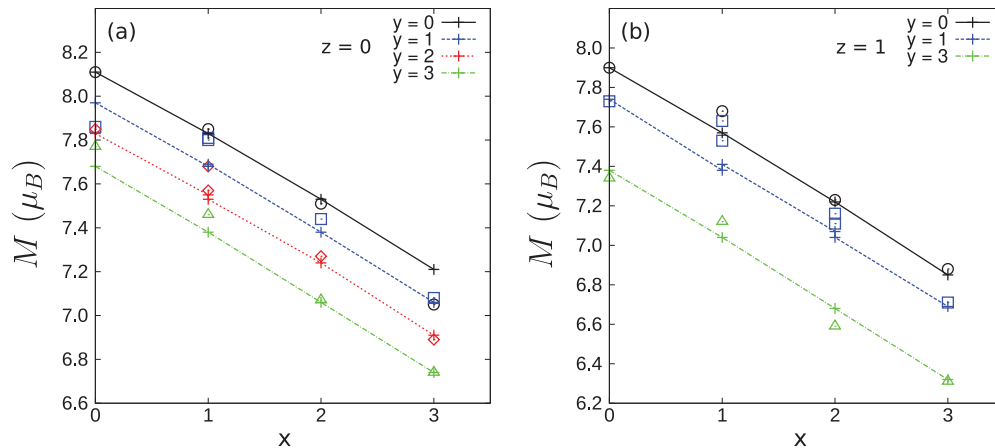 (a)
z = 0
y = 0
y = 1
y = 2
y = 3
M (μB)
8.2
8.0
7.8
7.6
7.4
7.2
7.0
6.8
6.6
0 1 2 3
x
(b)
z = 1
y = 0
y = 1
y = 3
M (μB)
8.0
7.8
7.6
7.4
7.2
7.0
6.8
6.6
6.4
6.2
0 1 2 3
x